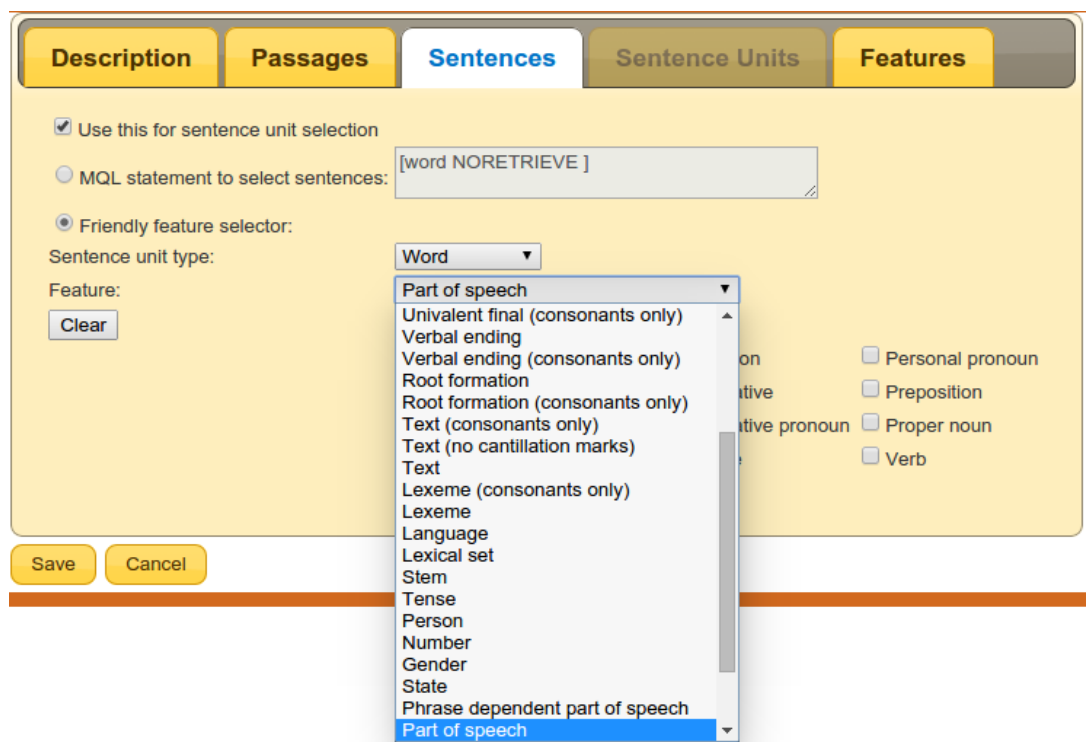 Description Passages Sentences Sentence Units Features
Use this for sentence unit selection
MQL statement to select sentences: [word NORETRIEVE ]
Friendly feature selector:
Sentence unit type: Word
Feature: Part of speech
Clear
Univalent final (consonants only)
Verbal ending
Verbal ending (consonants only)
Root formation
Root formation (consonants only)
Text (consonants only)
Text (no cantillation marks)
Text
Lexeme (consonants only)
Lexeme
Language
Lexical set
Stem
Tense
Person
Number
Gender
State
Phrase dependent part of speech
Part of speech
on Personal pronoun
ative Preposition
ative pronoun Proper noun
Verb
Save Cancel